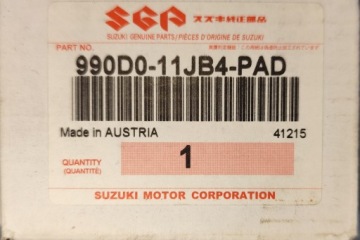 SGP スズキ純正部品
SUZUKI GENUINE PARTS/PIÈCES D'ORIGINE DE SUZUKI
PART NO.
990D0-11JB4-PAD
Made in AUSTRIA 41215
QUANTITY
(QUANTITÉ)
1
SUZUKI MOTOR CORPORATION